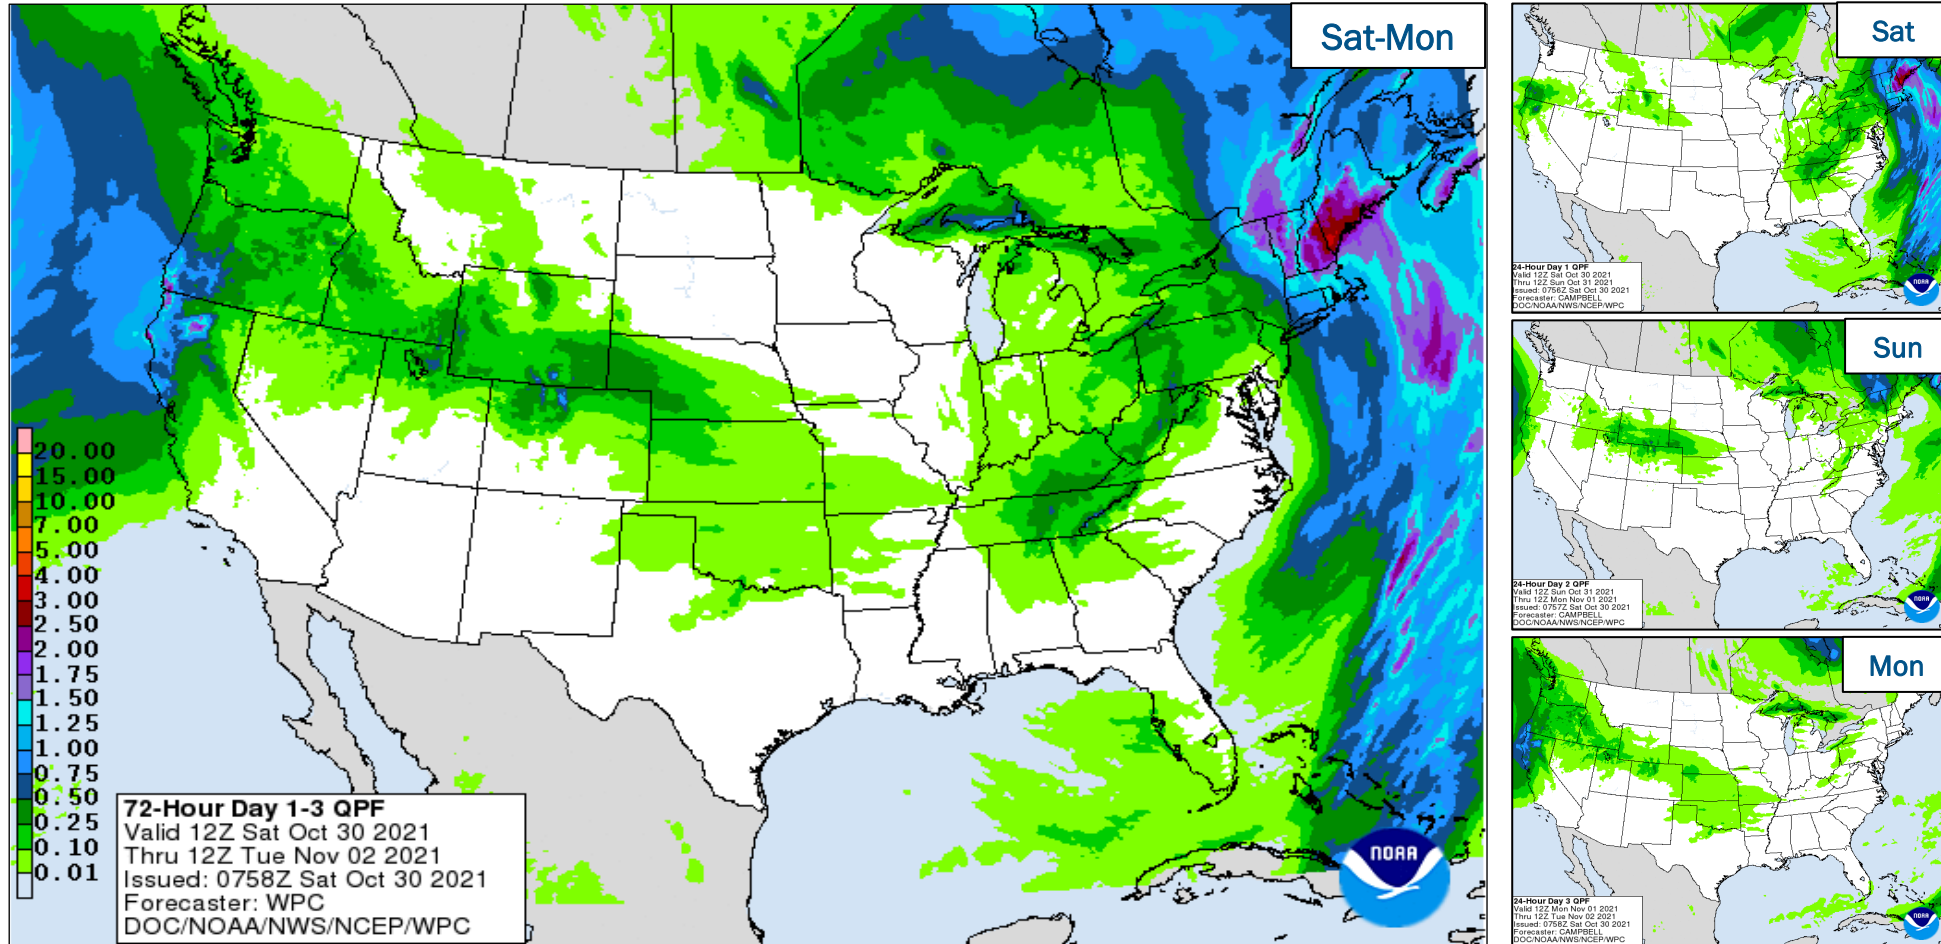 Sat-Mon
20.00
15.00
10.00
7.00
5.00
4.00
3.00
2.50
2.00
1.75
1.50
1.25
1.00
0.75
0.50
0.25
0.10
0.01
72-Hour Day 1-3 QPF
Valid 12Z Sat Oct 30 2021
Thru 12Z Tue Nov 02 2021
Issued: 0758Z Sat Oct 30 2021
Forecaster: WPC
DOC/NOAA/NWS/NCEP/WPC
NOAA
Sat
24-Hour Day 1 QPF
Valid 12Z Sat Oct 30 2021
Thru 12Z Sun Oct 31 2021
Issued: 0756Z Sat Oct 30 2021
Forecaster: CAMPBELL
DOC/NOAA/NWS/NCEP/WPC
NOAA
Sun
24-Hour Day 2 QPF
Valid 12Z Sun Oct 31 2021
Thru 12Z Mon Nov 01 2021
Issued: 0757Z Sat Oct 30 2021
Forecaster: CAMPBELL
DOC/NOAA/NWS/NCEP/WPC
NOAA
Mon
24-Hour Day 3 QPF
Valid 12Z Mon Nov 01 2021
Thru 12Z Tue Nov 02 2021
Issued: 0758Z Sat Oct 30 2021
Forecaster: CAMPBELL
DOC/NOAA/NWS/NCEP/WPC
NOAA